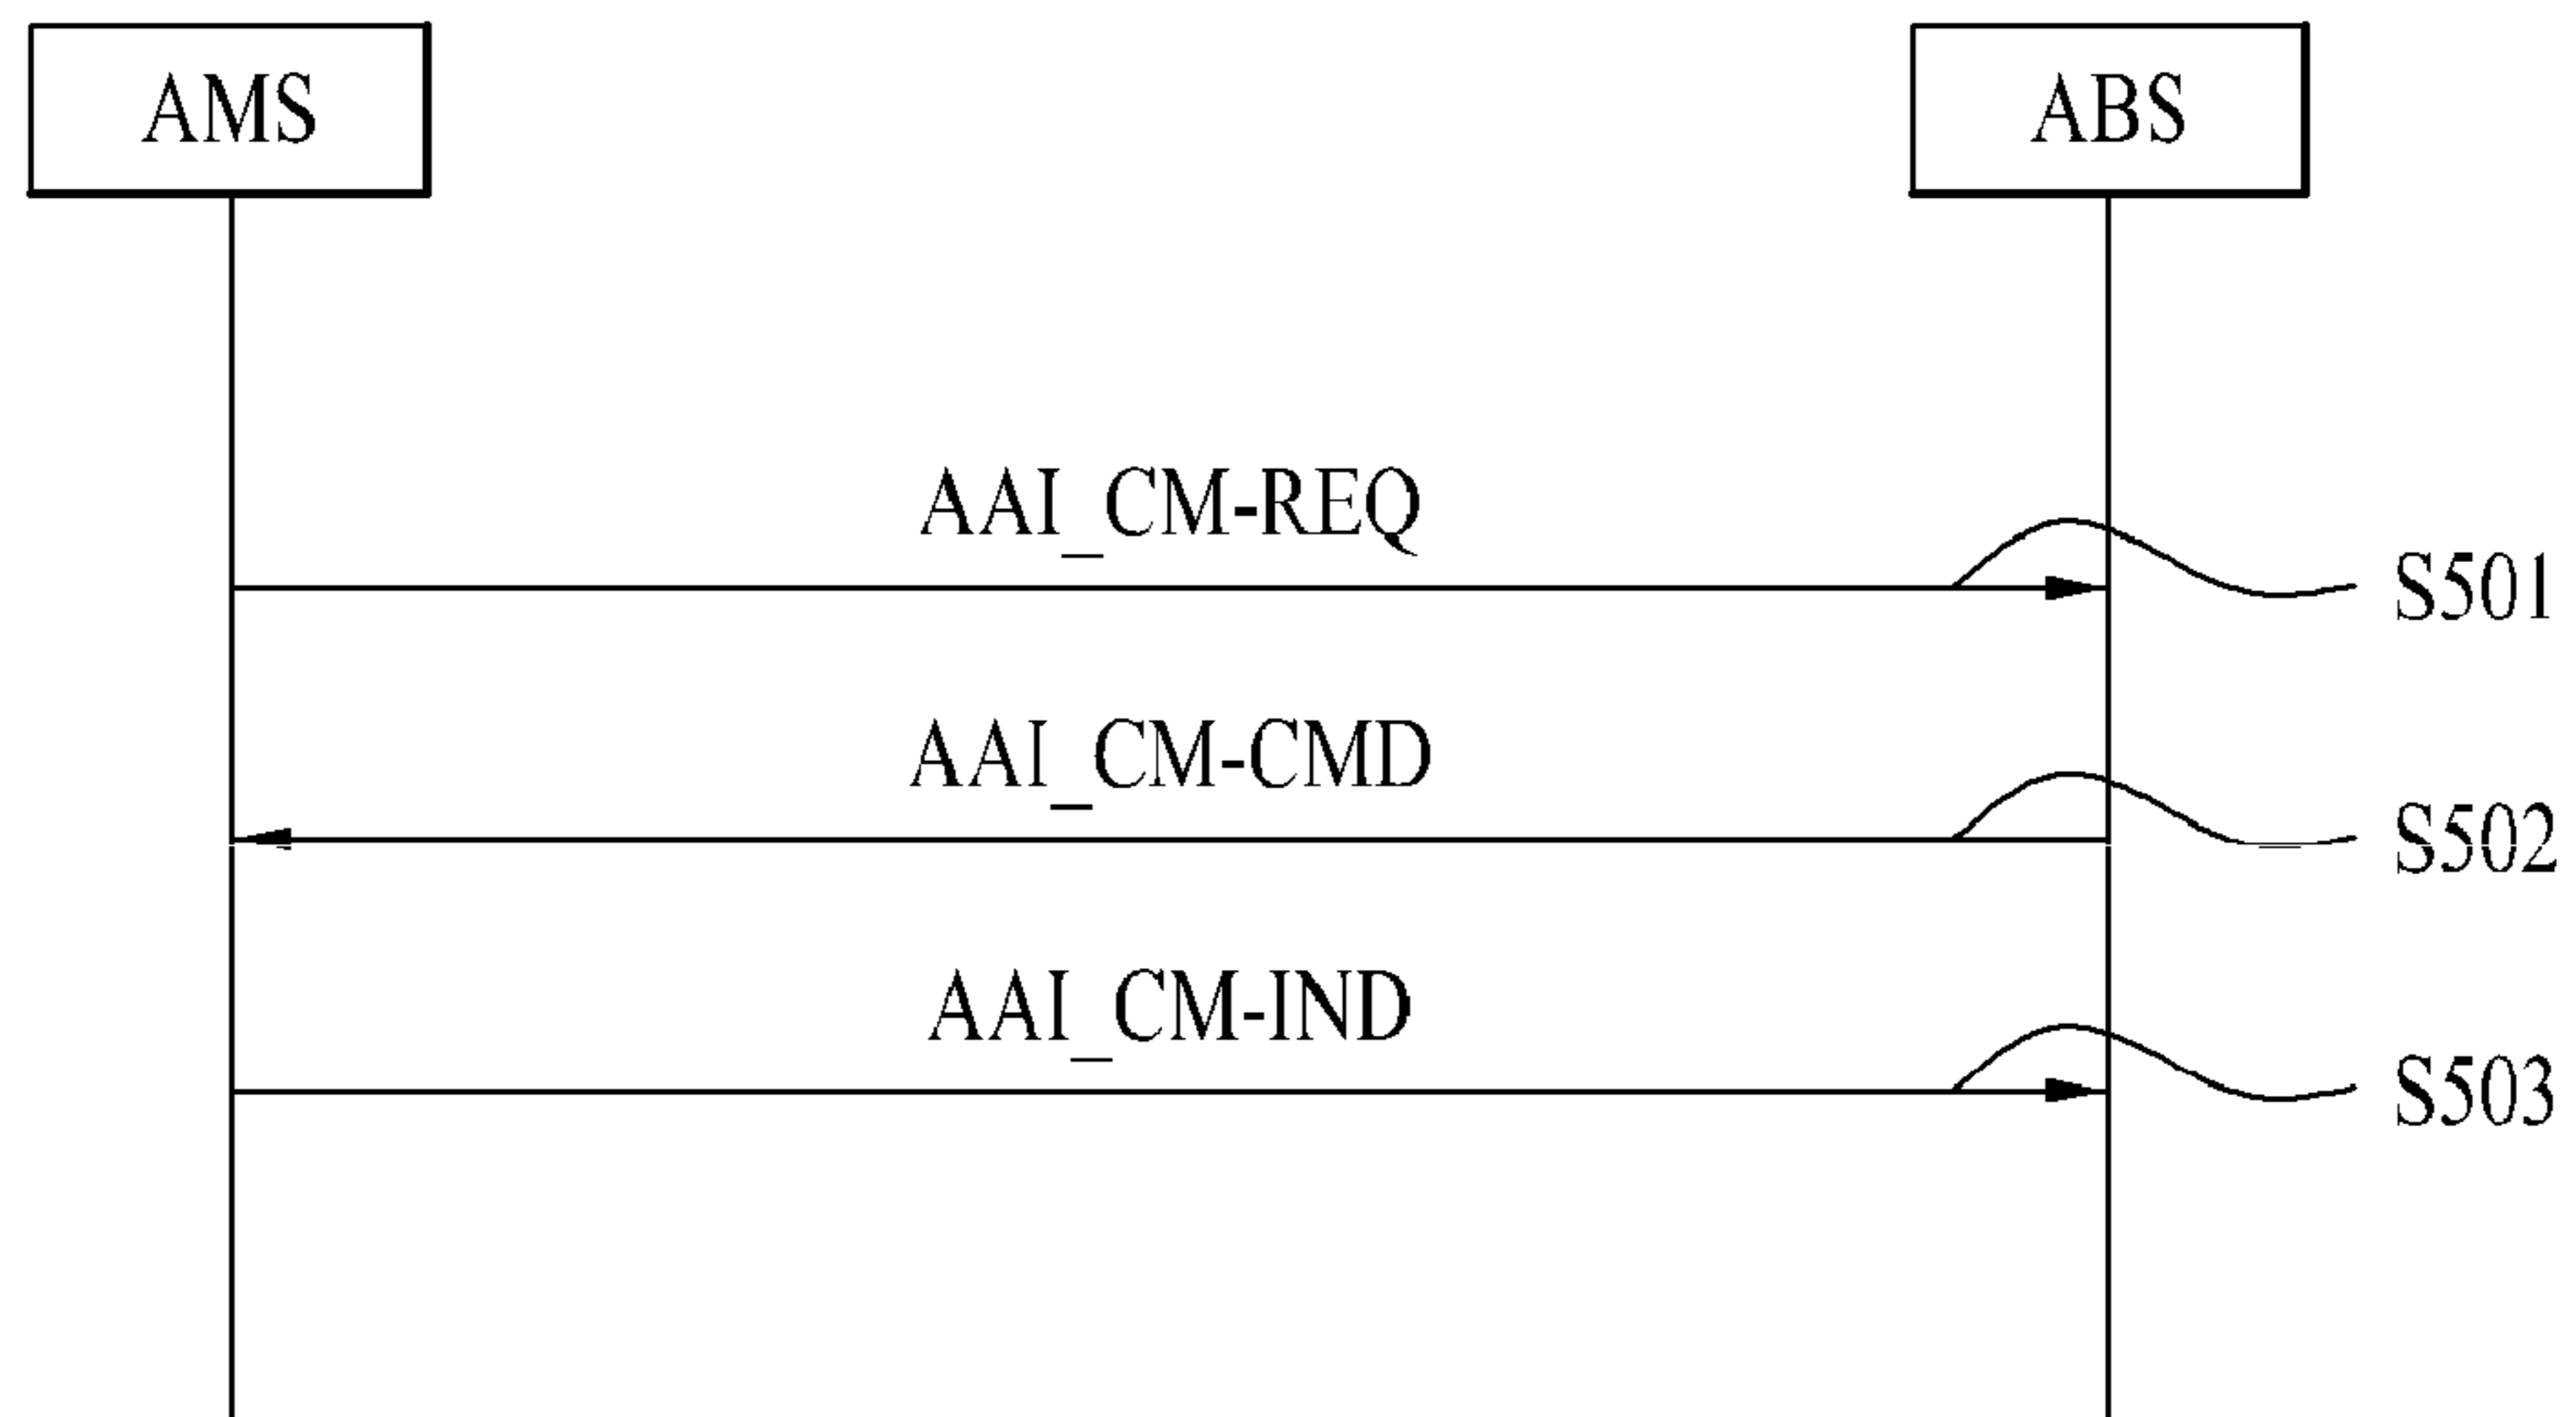 AMS
ABS
AAI_CM-REQ
S501
AAI_CM-CMD
S502
AAI_CM-IND
S503